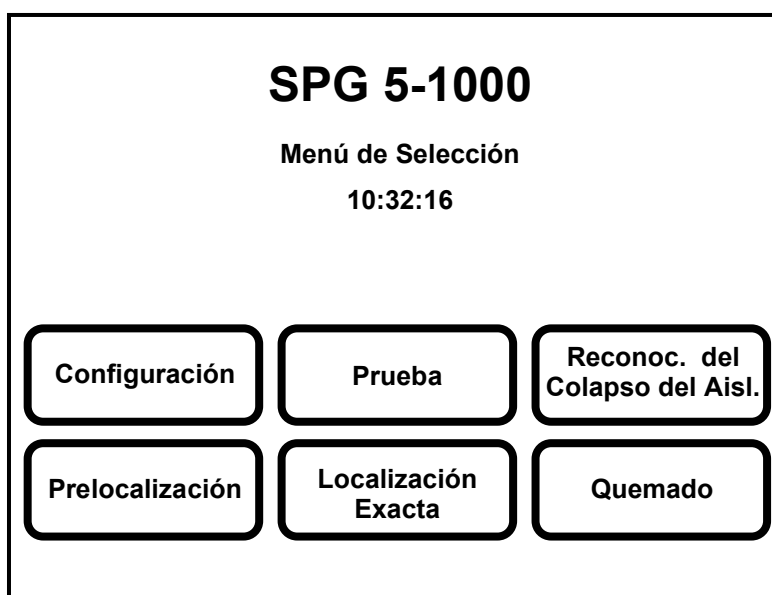 SPG 5-1000
Menú de Selección
10:32:16
Configuración
Prueba
Reconoc. del
Colapso del Aisl.
Prelocalización
Localización
Exacta
Quemado